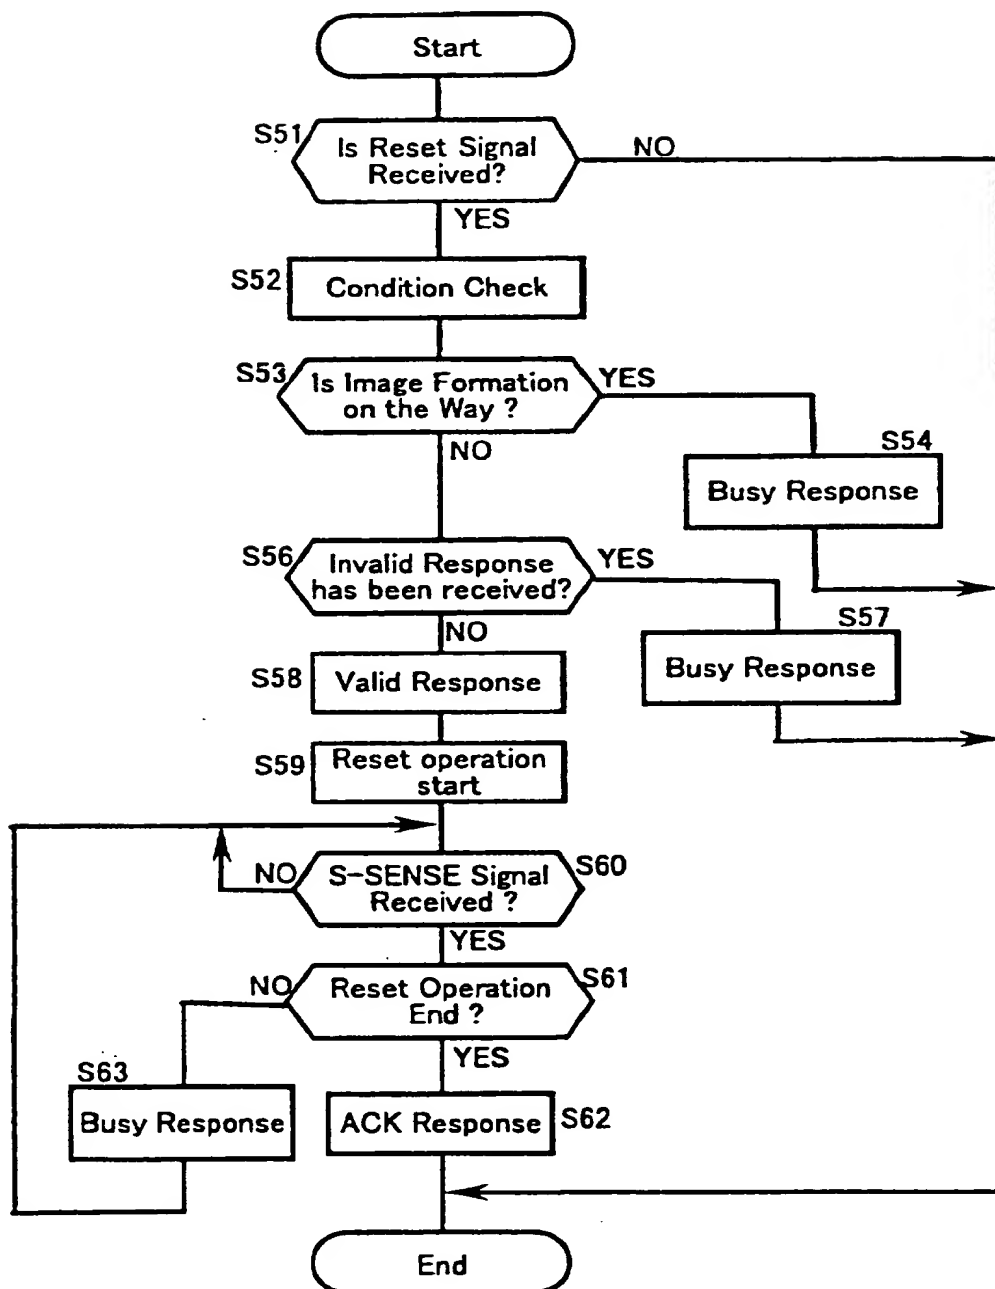 Start
S51
Is Reset Signal
Received?
NO
YES
S52
Condition Check
S53
Is Image Formation
on the Way ?
YES
NO
S54
Busy Response
S56
Invalid Response
has been received?
YES
NO
S57
Busy Response
S58
Valid Response
S59
Reset operation
start
S60
NO
S-SENSE Signal
Received ?
YES
S61
NO
Reset Operation
End ?
YES
S63
Busy Response
ACK Response
S62
End